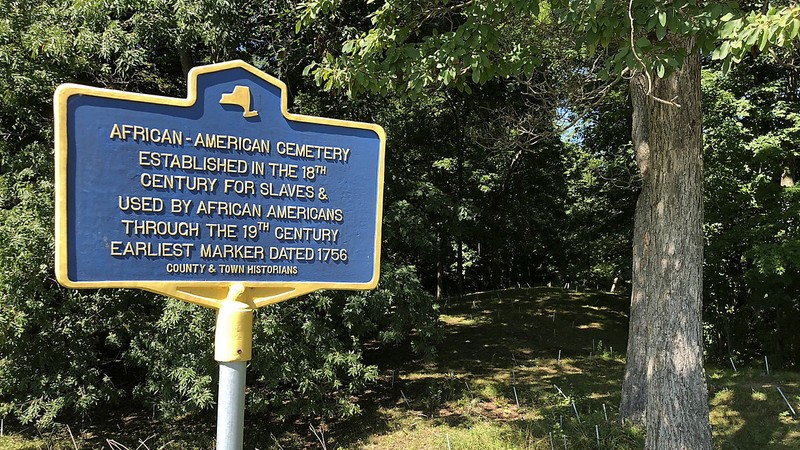 AFRICAN-AMERICAN CEMETERY
ESTABLISHED IN THE 18TH
CENTURY FOR SLAVES &
USED BY AFRICAN AMERICANS
THROUGH THE 19TH CENTURY
EARLIEST MARKER DATED 1756
COUNTY & TOWN HISTORIANS